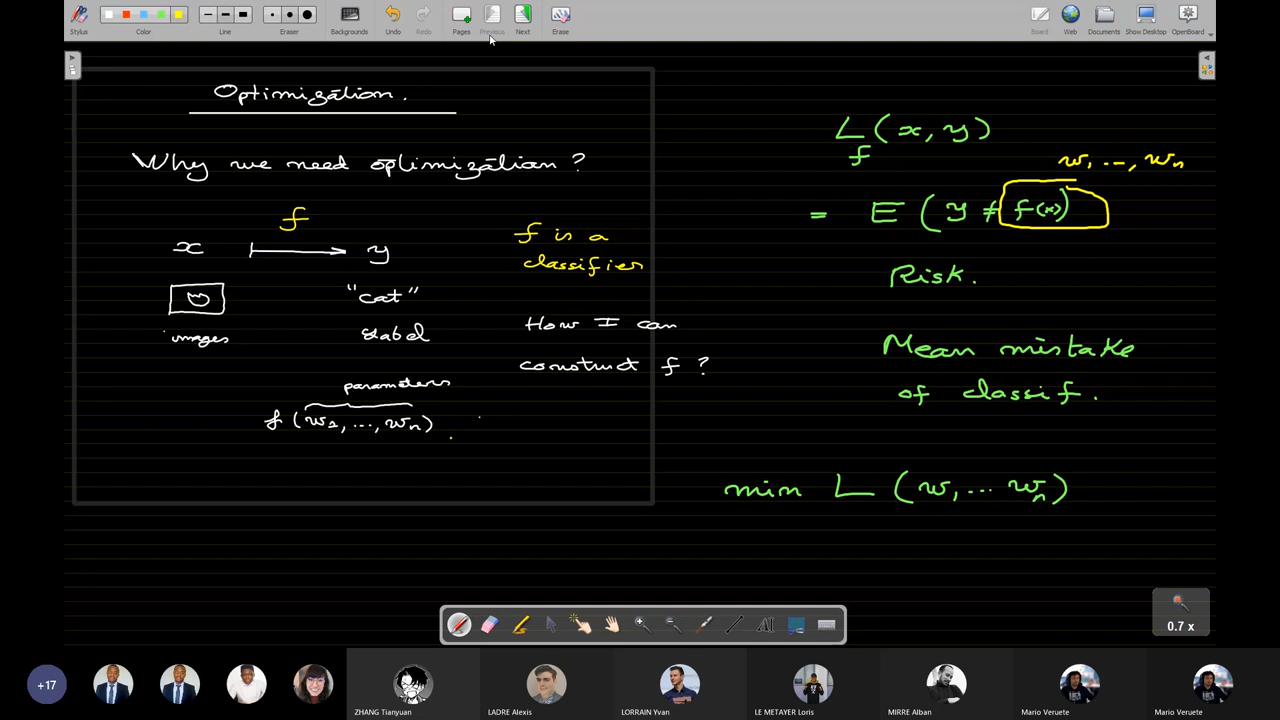 Stylus
Color
Line
Eraser
Backgrounds
Undo
Redo
Pages
Previous
Next
Erase
Board
Web
Documents
Show Desktop
OpenBoard
Optimization.
Why we need optimization?
f
x ⟼ y
"cat"
images
label
parameters
f (w1, ..., wn)
f is a
classifier
How I can
construct f ?
L (x, y)
f
w, ..., wn
= E (y ≠ f(x))
Risk.
Mean mistake
of classif.
min L (w, ... wn)
0.7 x
+17
ZHANG Tianyuan
LADRE Alexis
LORRAIN Yvan
LE METAYER Loris
MIRRE Alban
Mario Veruete
Mario Veruete